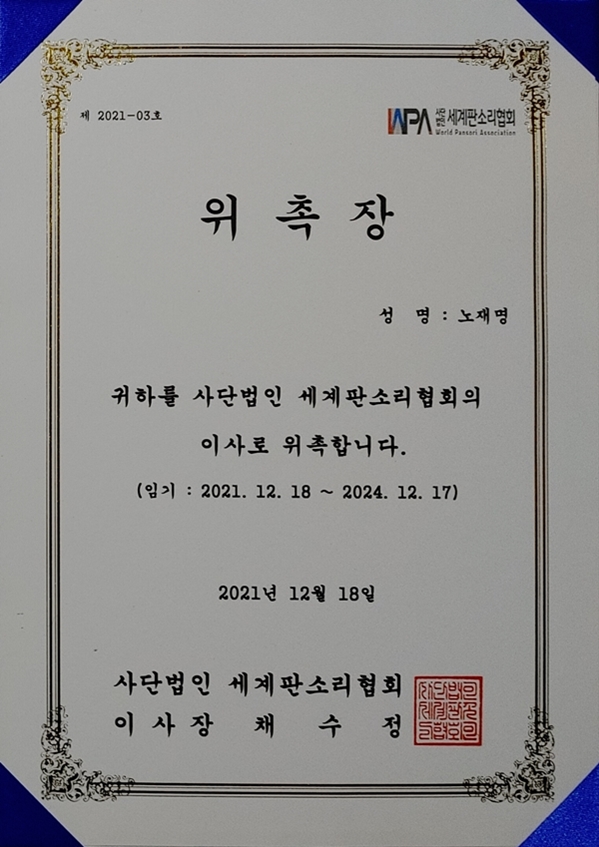 제 2021-03호
WPA 사단법인 세계판소리협회
World Pansori Association
위 촉 장
성 명 : 노재명
귀하를 사단법인 세계판소리협회의
이사로 위촉합니다.
(임기 : 2021. 12. 18 ~ 2024. 12. 17)
2021년 12월 18일
사단법인 세계판소리협회
이 사 장 채 수 정